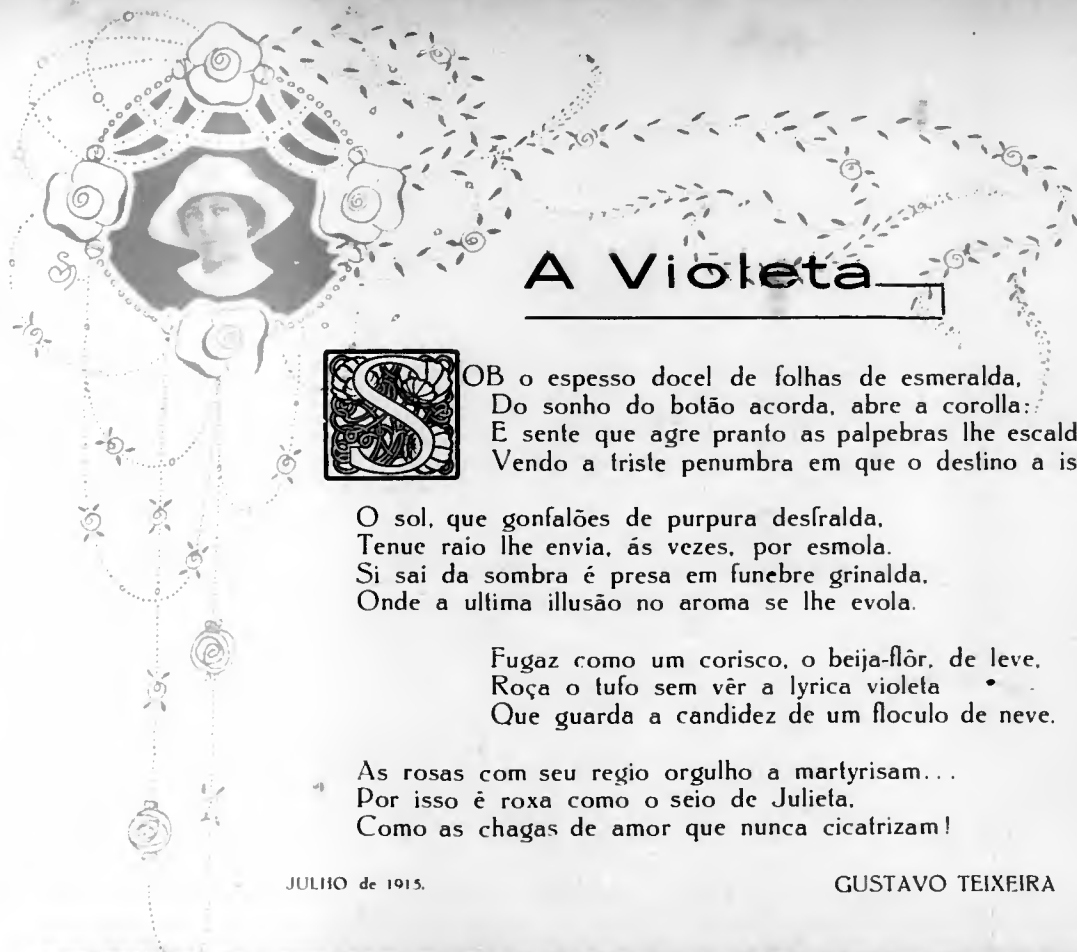 A Violeta
SOB o espesso docel de folhas de esmeralda,
Do sonho do botão acorda, abre a corolla:
E sente que agre pranto as palpebras lhe escald
Vendo a triste penumbra em que o destino a is
O sol, que gonfalões de purpura desfralda,
Tenue raio lhe envia, ás vezes, por esmola.
Si sai da sombra é presa em funebre grinalda,
Onde a ultima illusão no aroma se lhe evola.
Fugaz como um corisco, o beija-flôr, de leve,
Roça o tufo sem vêr a lyrica violeta
Que guarda a candidez de um floculo de neve.
As rosas com seu regio orgulho a martyrisam...
Por isso é roxa como o seio de Julieta,
Como as chagas de amor que nunca cicatrizam!
JULHO de 1915.
GUSTAVO TEIXEIRA